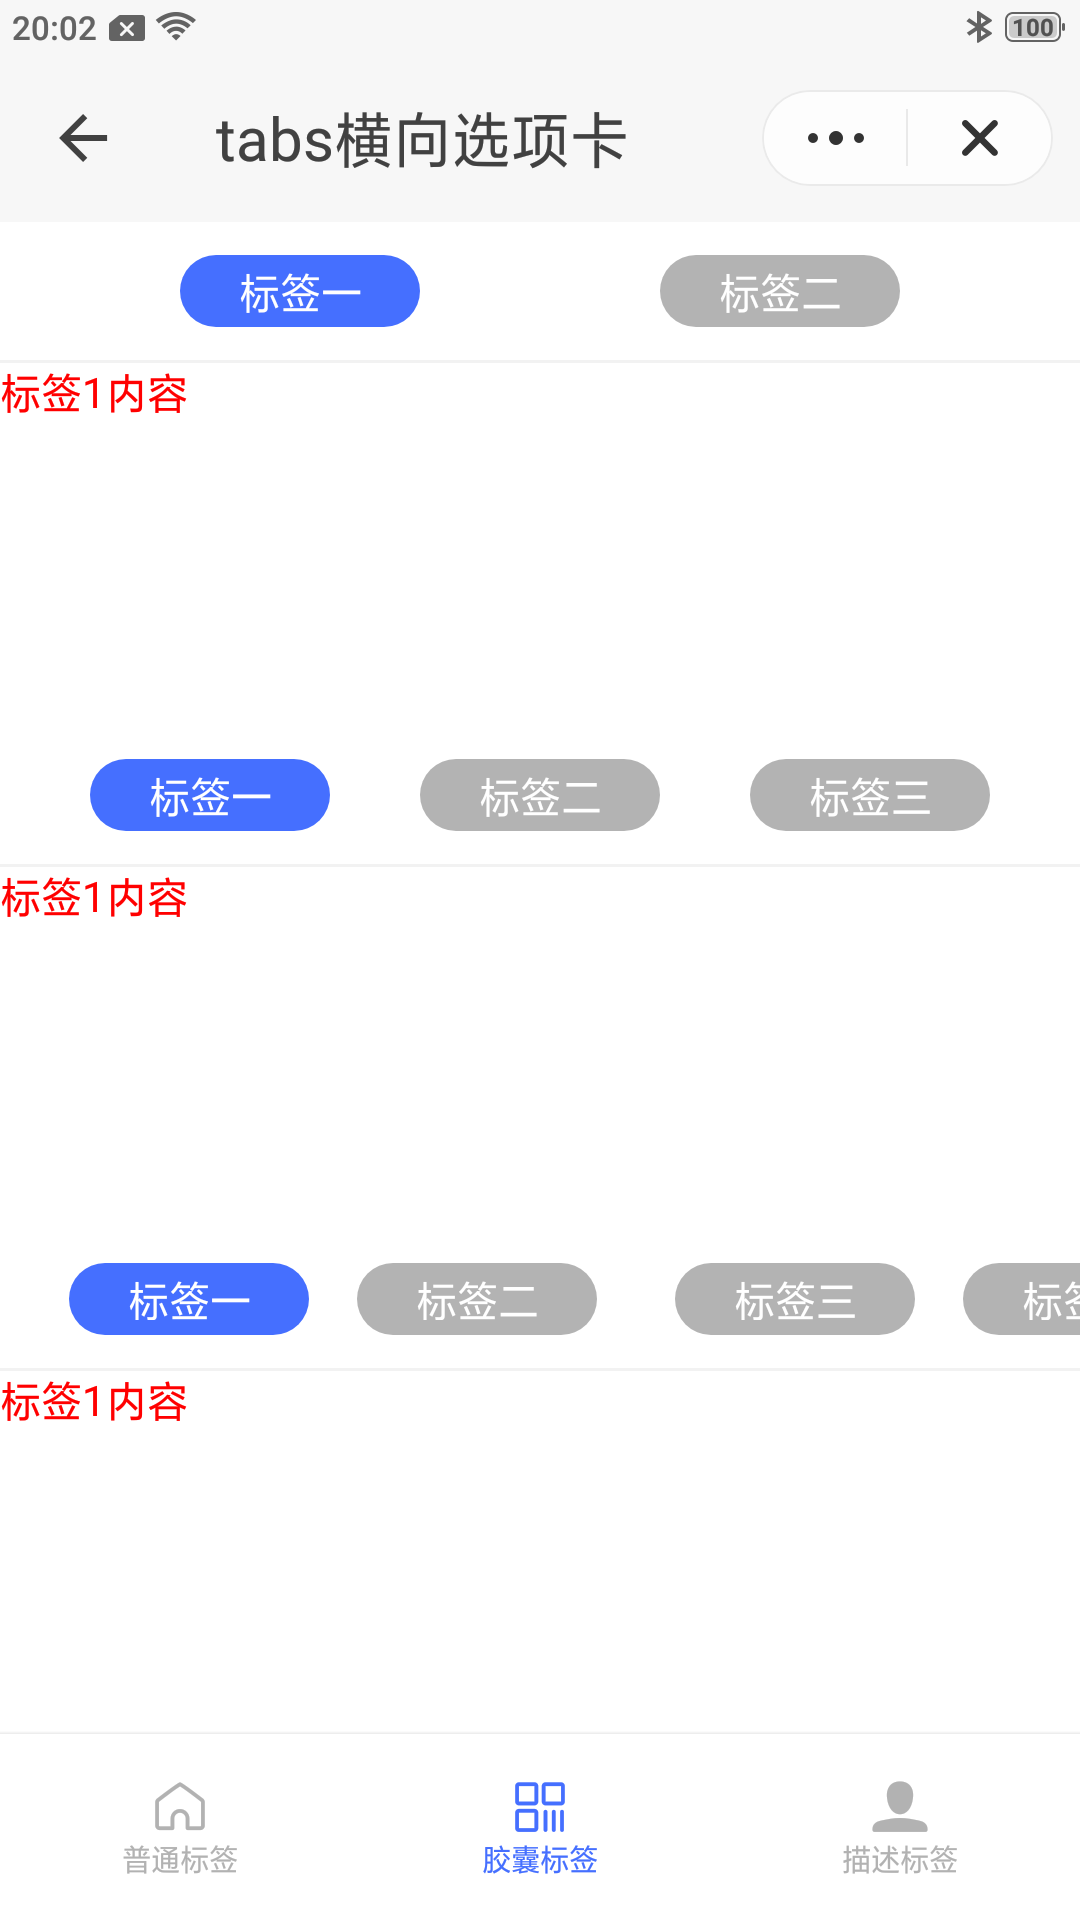 20:02 100
tabs横向选项卡
标签一 标签二
标签1内容
标签一 标签二 标签三
标签1内容
标签一 标签二 标签三 标
标签1内容
普通标签 胶囊标签 描述标签